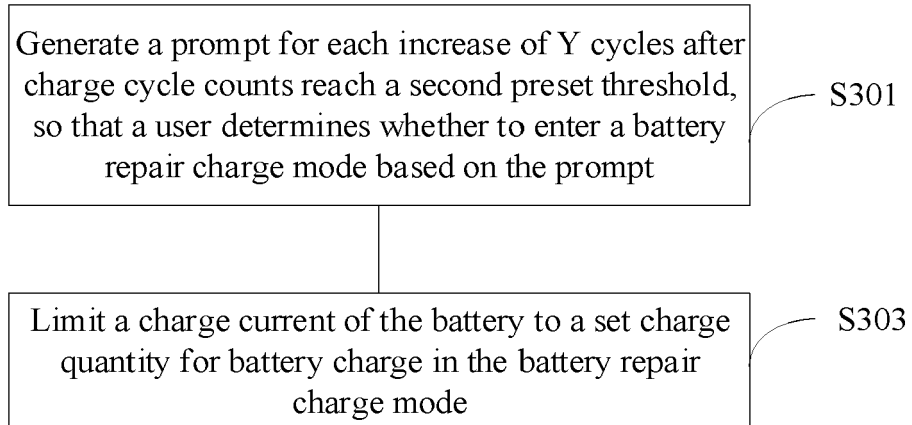 Generate a prompt for each increase of Y cycles after
charge cycle counts reach a second preset threshold,
so that a user determines whether to enter a battery
repair charge mode based on the prompt
S301
Limit a charge current of the battery to a set charge
quantity for battery charge in the battery repair
charge mode
S303